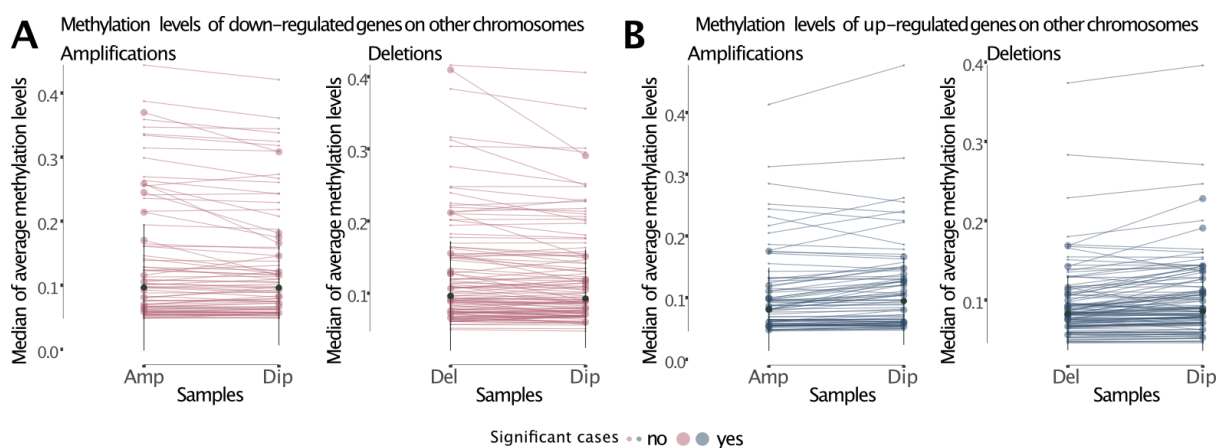 A Methylation levels of down-regulated genes on other chromosomes
Amplifications
Deletions
Median of average methylation levels
0.4
0.3
0.2
0.1
0.0
Amp Dip
Samples
Median of average methylation levels
0.4
0.3
0.2
0.1
Del Dip
Samples
B Methylation levels of up-regulated genes on other chromosomes
Amplifications
Deletions
Median of average methylation levels
0.4
0.3
0.2
0.1
0.0
Amp Dip
Samples
Median of average methylation levels
0.4
0.3
0.2
0.1
Del Dip
Samples
Significant cases no yes